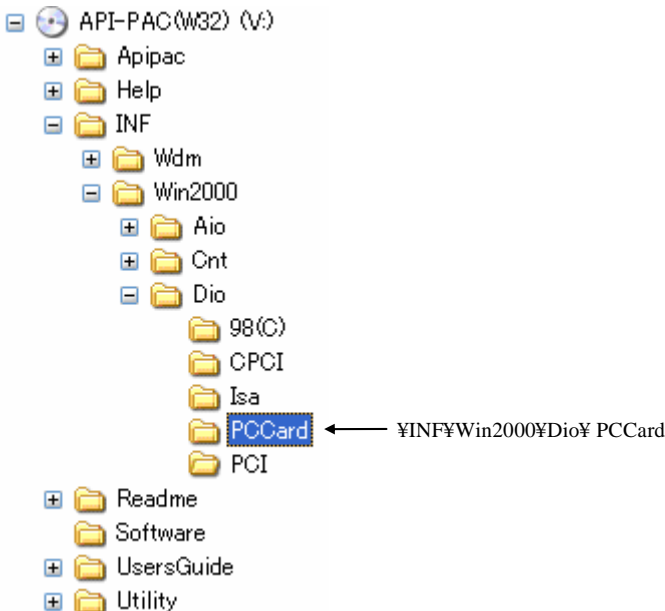 API-PAC(W32) (V:)
Apipac
Help
INF
Wdm
Win2000
Aio
Cnt
Dio
98(C)
CPCI
Isa
PCCard ¥INF¥Win2000¥Dio¥ PCCard
PCI
Readme
Software
UsersGuide
Utility